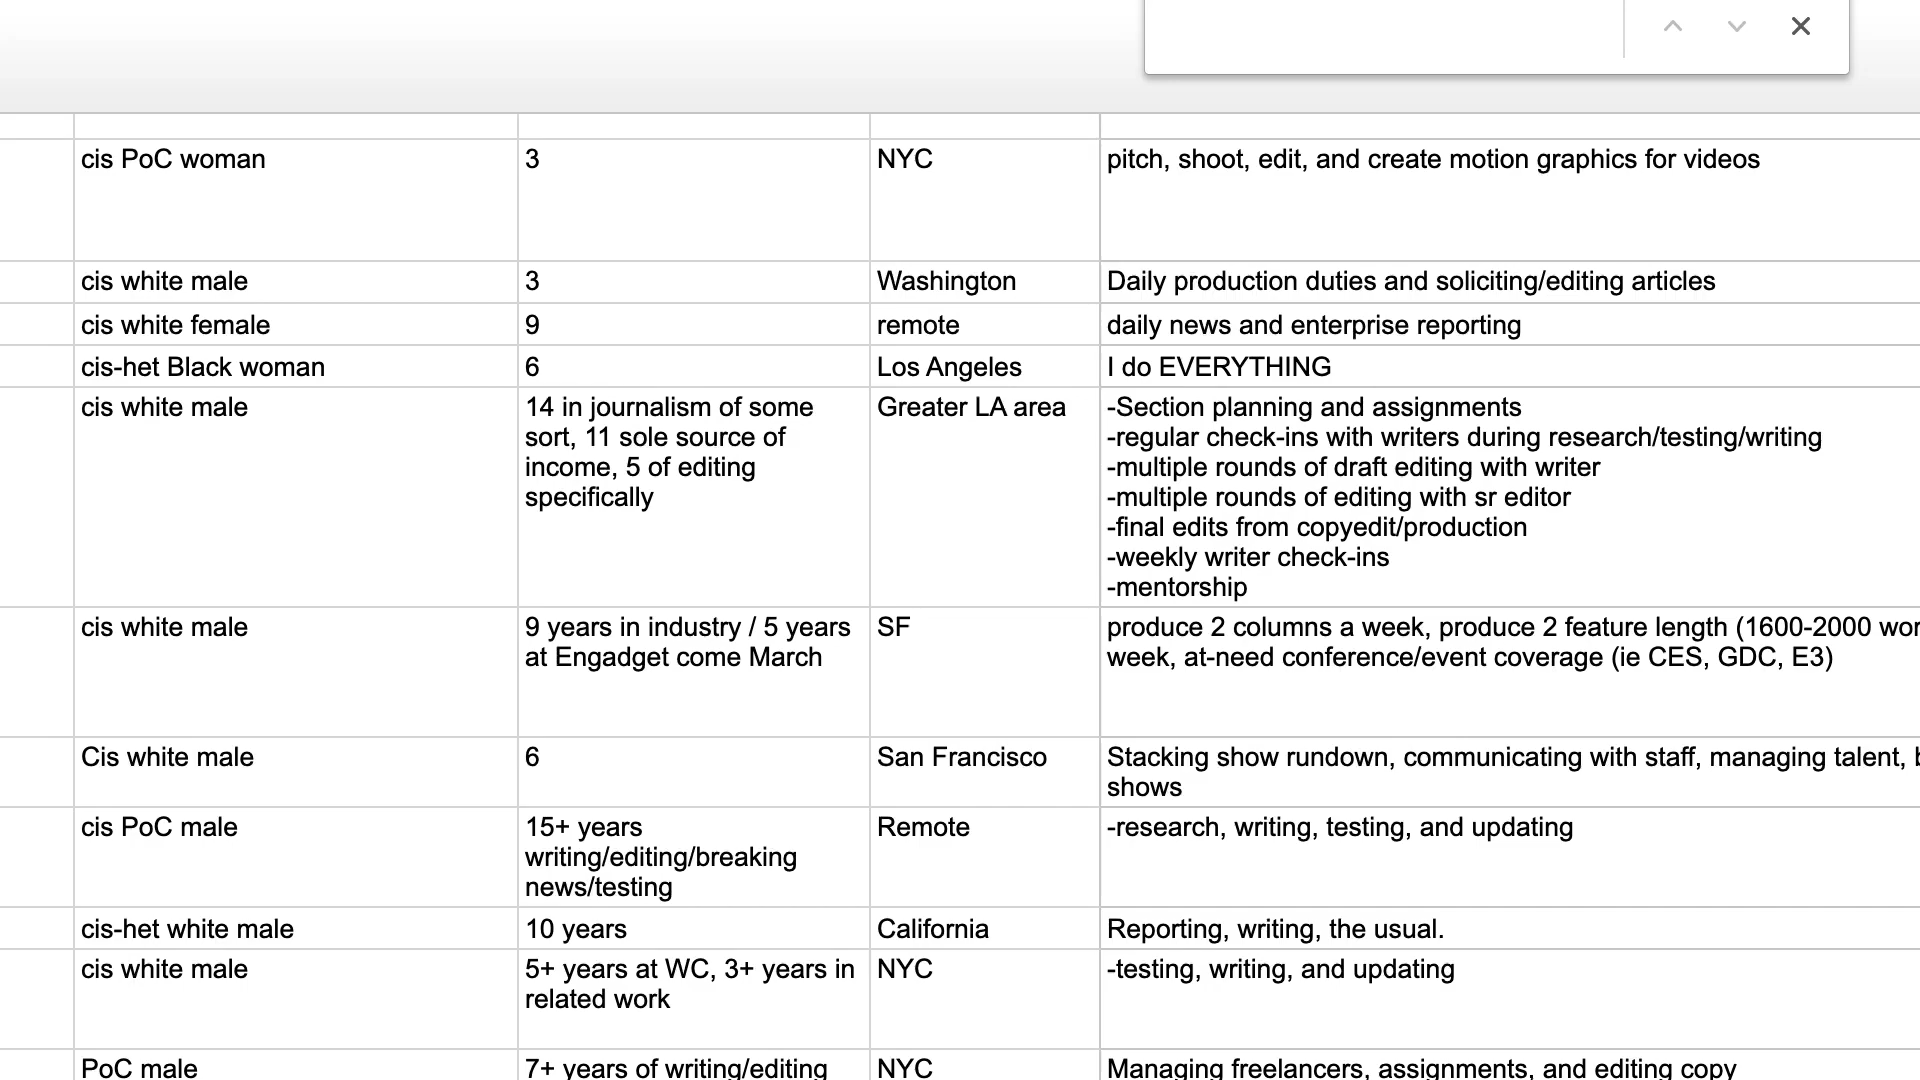 cis PoC woman 3 NYC pitch, shoot, edit, and create motion graphics for videos
cis white male 3 Washington Daily production duties and soliciting/editing articles
cis white female 9 remote daily news and enterprise reporting
cis-het Black woman 6 Los Angeles I do EVERYTHING
cis white male
14 in journalism of some
sort, 11 sole source of
income, 5 of editing
specifically
Greater LA area
-Section planning and assignments
-regular check-ins with writers during research/testing/writing
-multiple rounds of draft editing with writer
-multiple rounds of editing with sr editor
-final edits from copyedit/production
-weekly writer check-ins
-mentorship
cis white male
9 years in industry / 5 years
at Engadget come March
SF
produce 2 columns a week, produce 2 feature length (1600-2000
week, at-need conference/event coverage (ie CES, GDC, E3)
Cis white male
6
San Francisco
Stacking show rundown, communicating with staff, managing talent,
shows
cis PoC male
15+ years
writing/editing/breaking
news/testing
Remote
-research, writing, testing, and updating
cis-het white male 10 years California Reporting, writing, the usual.
cis white male
5+ years at WC, 3+ years in
related work
NYC
-testing, writing, and updating
PoC male 7+ years of writing/editing NYC Managing freelancers, assignments, and editing copy